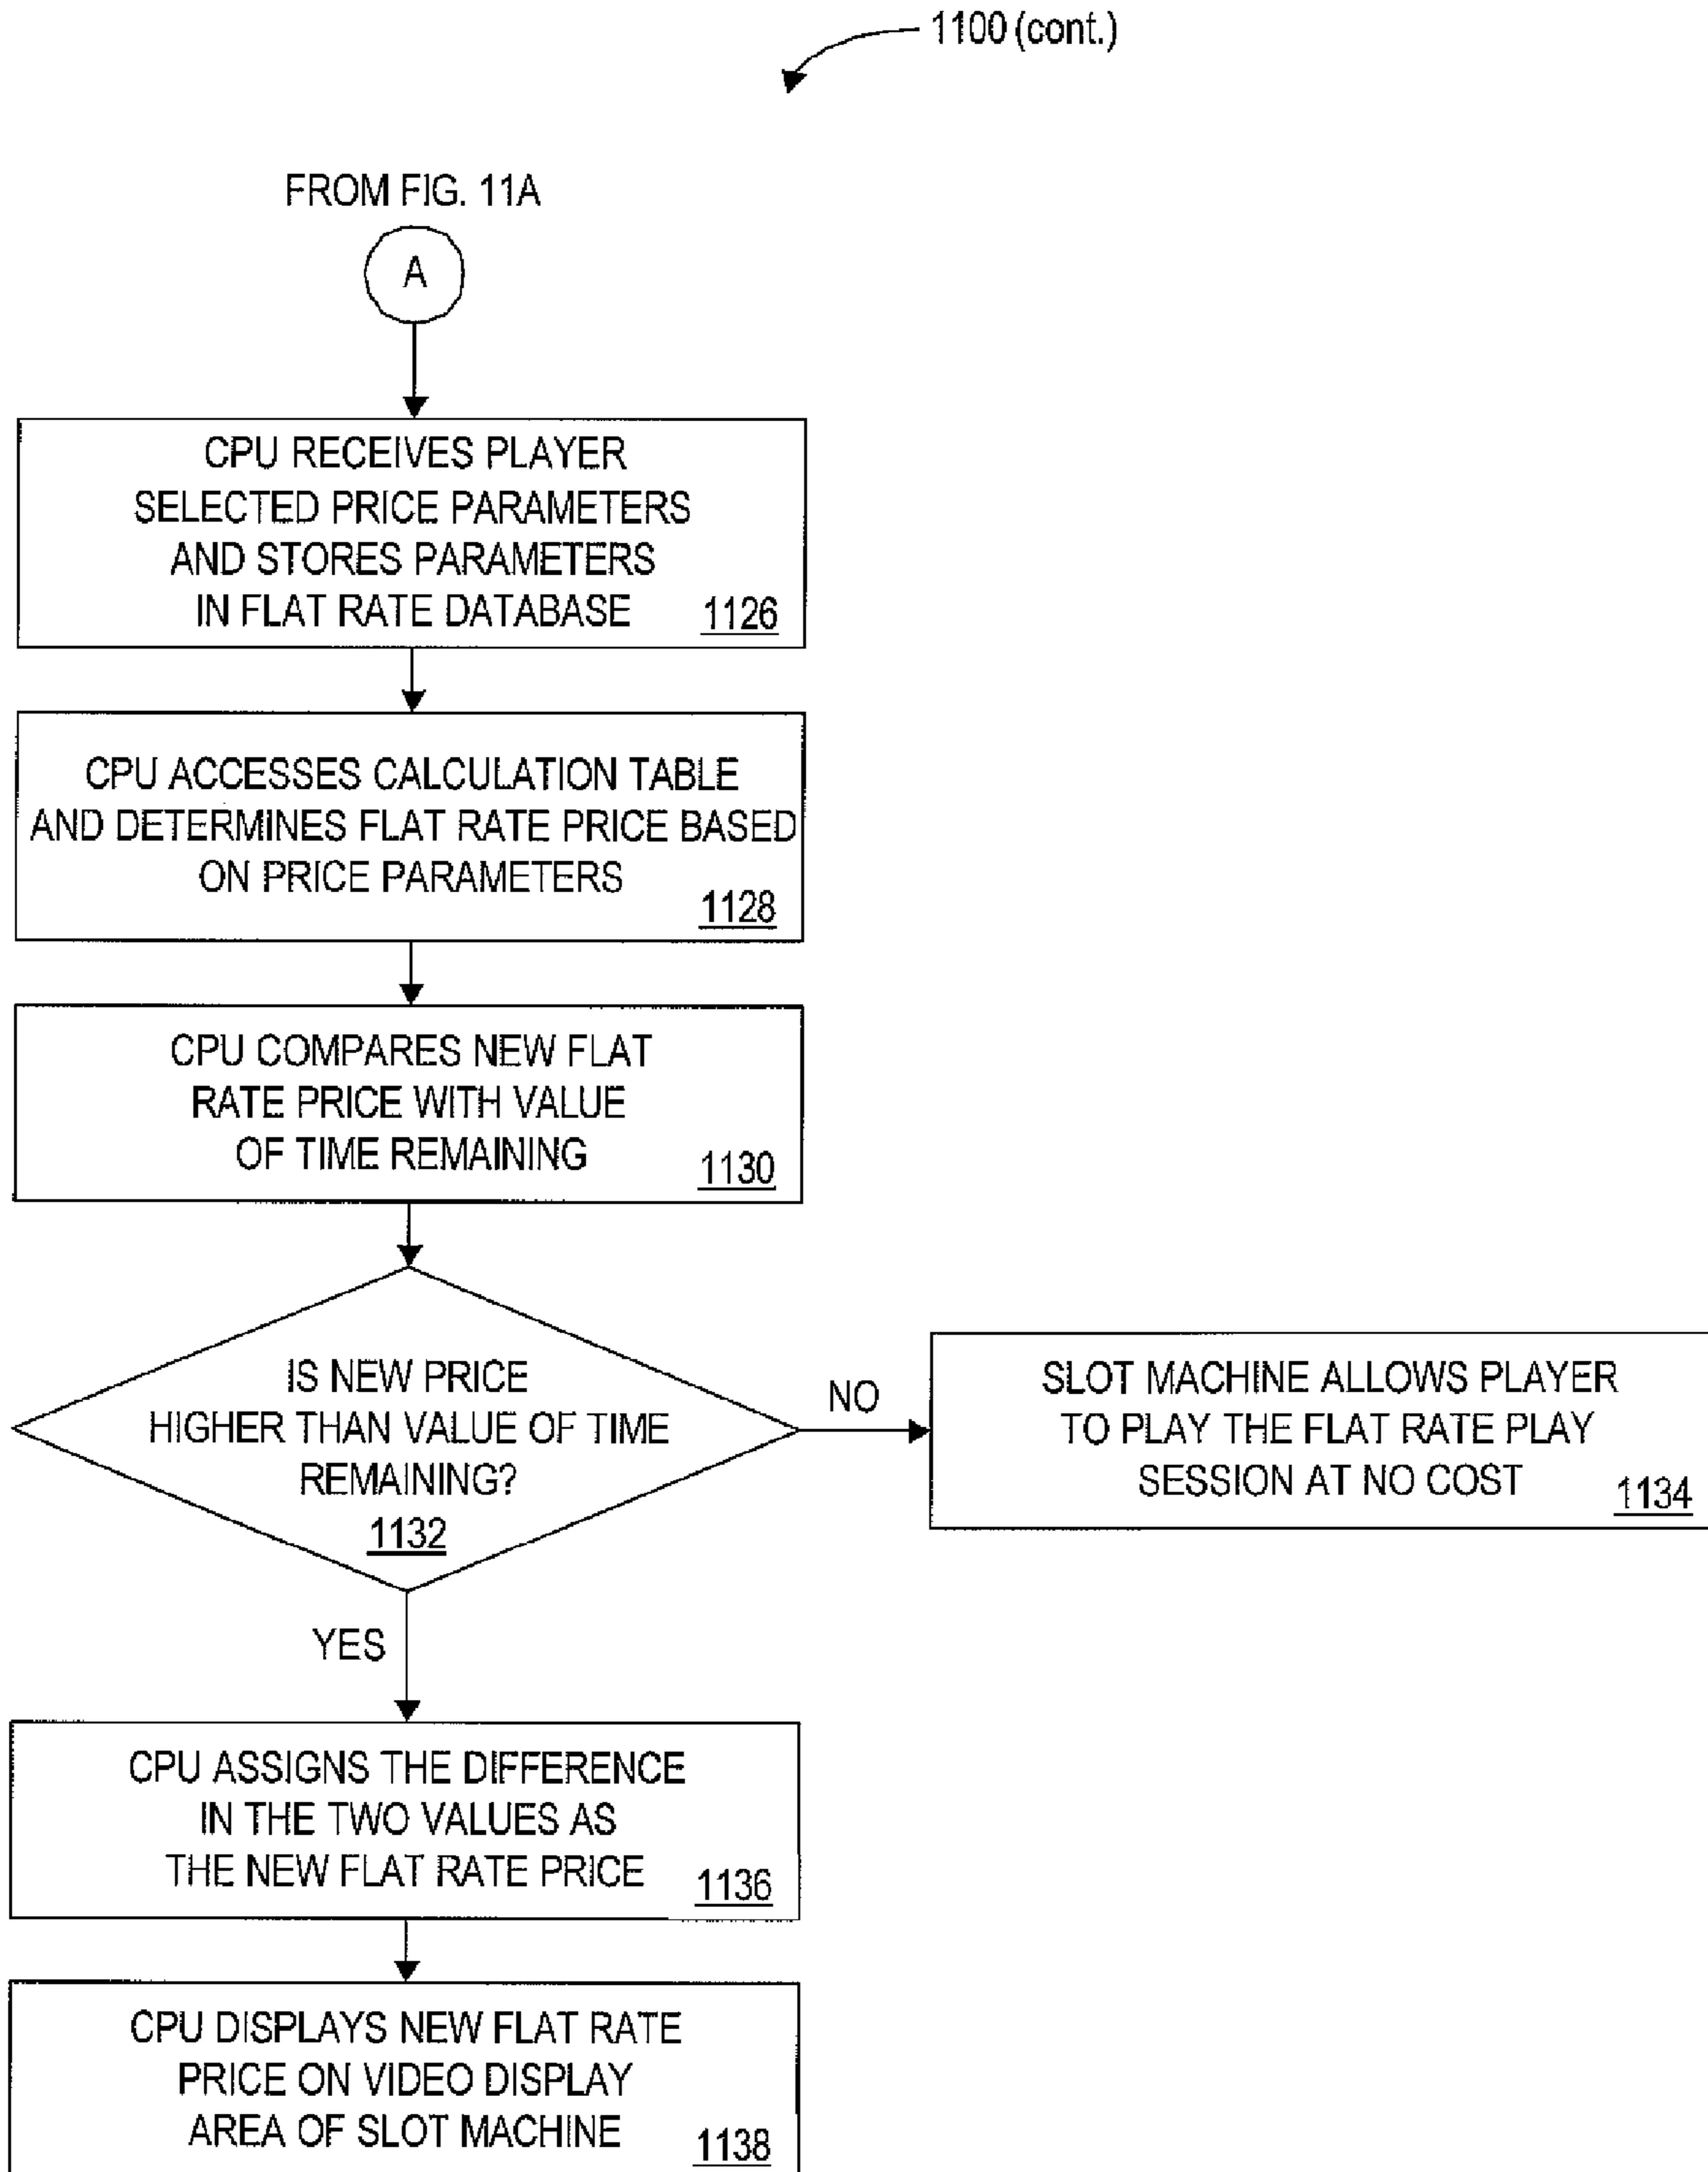 1100 (cont.)
FROM FIG. 11A
A
CPU RECEIVES PLAYER
SELECTED PRICE PARAMETERS
AND STORES PARAMETERS
IN FLAT RATE DATABASE
1126
CPU ACCESSES CALCULATION TABLE
AND DETERMINES FLAT RATE PRICE BASED
ON PRICE PARAMETERS
1128
CPU COMPARES NEW FLAT
RATE PRICE WITH VALUE
OF TIME REMAINING
1130
IS NEW PRICE
HIGHER THAN VALUE OF TIME
REMAINING?
1132
NO
SLOT MACHINE ALLOWS PLAYER
TO PLAY THE FLAT RATE PLAY
SESSION AT NO COST
1134
YES
CPU ASSIGNS THE DIFFERENCE
IN THE TWO VALUES AS
THE NEW FLAT RATE PRICE
1136
CPU DISPLAYS NEW FLAT RATE
PRICE ON VIDEO DISPLAY
AREA OF SLOT MACHINE
1138